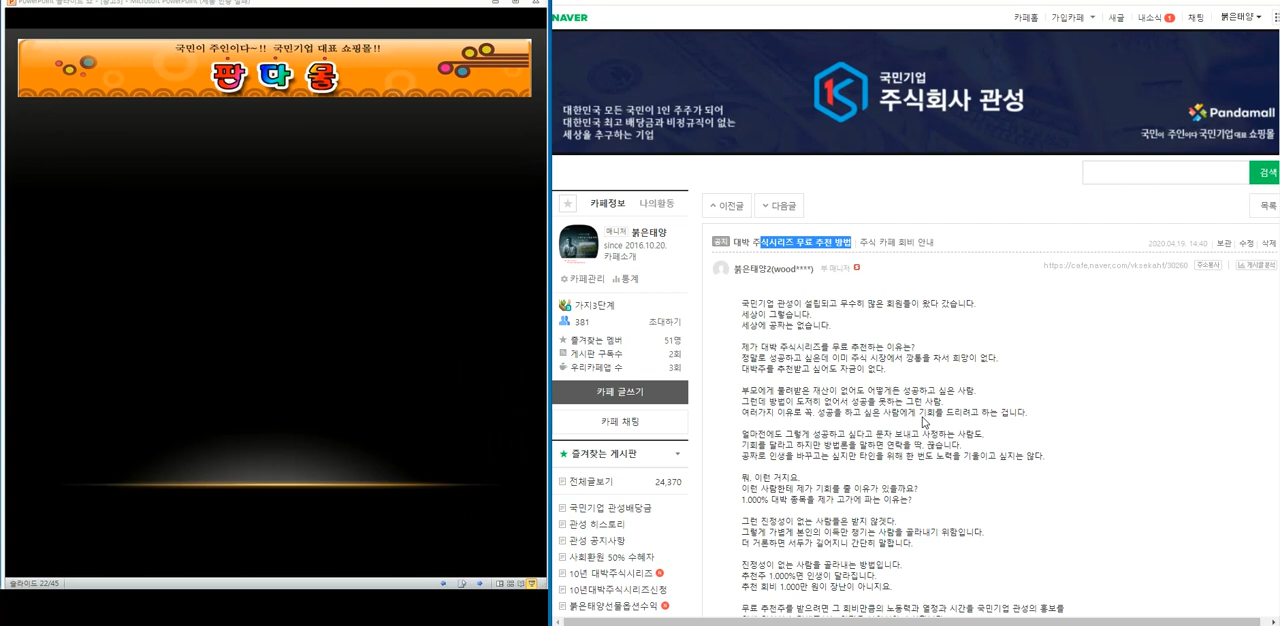 국민이 주인이다~!! 국민기업 대표 쇼핑몰!!
판다몰
슬라이드 22/45
NAVER
카페홈
가입카페
새글
내소식 1
채팅
붉은태양
대한민국 모든 국민이 1인 주주가 되어
대한민국 최고 배당금과 비정규직이 없는
세상을 추구하는 기업
국민기업
주식회사 관성
Pandamall
국민이 주인이다 국민기업 대표 쇼핑몰
검색
카페정보
나의활동
이전글
다음글
목록
매니저 붉은태양
since 2016.10.20.
카페소개
카페관리
통계
가지3단계
381
초대하기
즐겨찾는 멤버 51명
게시판 구독수 2회
우리카페앱 수 3회
카페 글쓰기
카페 채팅
즐겨찾는 게시판
전체글보기 24,370
국민기업 관성배당금
관성 히스토리
관성 공지사항
사회환원 50% 수혜자
10년 대박주식시리즈
10년대박주식시리즈신청
붉은태양선물옵션수익
공지 대박 주식시리즈 무료 추천 방법 | 주식 카페 회비 안내
2020.04.19. 14:40
보관
수정
삭제
붉은태양2(wood****) 부매니저
https://cafe.naver.com/vksekahf/30260
주소복사
게시글 분석
국민기업 관성이 설립되고 무수히 많은 회원들이 왔다 갔습니다.
세상이 그렇습니다.
세상에 공짜는 없습니다.
제가 대박 주식시리즈를 무료 추천하는 이유는?
정말로 성공하고 싶은데 이미 주식 시장에서 깡통을 차서 희망이 없다.
대박주를 추천받고 싶어도 자금이 없다.
부모에게 물려받은 재산이 없어도 어떻게든 성공하고 싶은 사람.
그런데 방법이 도저히 없어서 성공을 못하는 그런 사람.
여러가지 이유로 꼭. 성공을 하고 싶은 사람에게 기회를 드리려고 하는 겁니다.
얼마전에도 그렇게 성공하고 싶다고 문자 보내고 사정하는 사람도.
기회를 달라고 하지만 방법론을 말하면 연락을 딱. 끊습니다.
공짜로 인생을 바꾸고는 싶지만 타인을 위해 한 번도 노력을 기울이고 싶지는 않다.
뭐. 이런 거지요.
이런 사람한테 제가 기회를 줄 이유가 있을까요?
1.000% 대박 종목을 제가 고가에 파는 이유는?
그런 진정성이 없는 사람들은 받지 않겟다.
그렇게 가볍게 본인의 이득만 챙기는 사람을 골라내기 위함입니다.
더 거론하면 서두가 길어지니 간단히 말합니다.
진정성이 없는 사람을 골라내는 방법입니다.
추천주 1,000%면 인생이 달라집니다.
추천 회비 1,000만 원이 장난이 아니지요.
무료 추천주를 받으려면 그 회비만큼의 노동력과 열정과 시간을 국민기업 관성의 홍보를